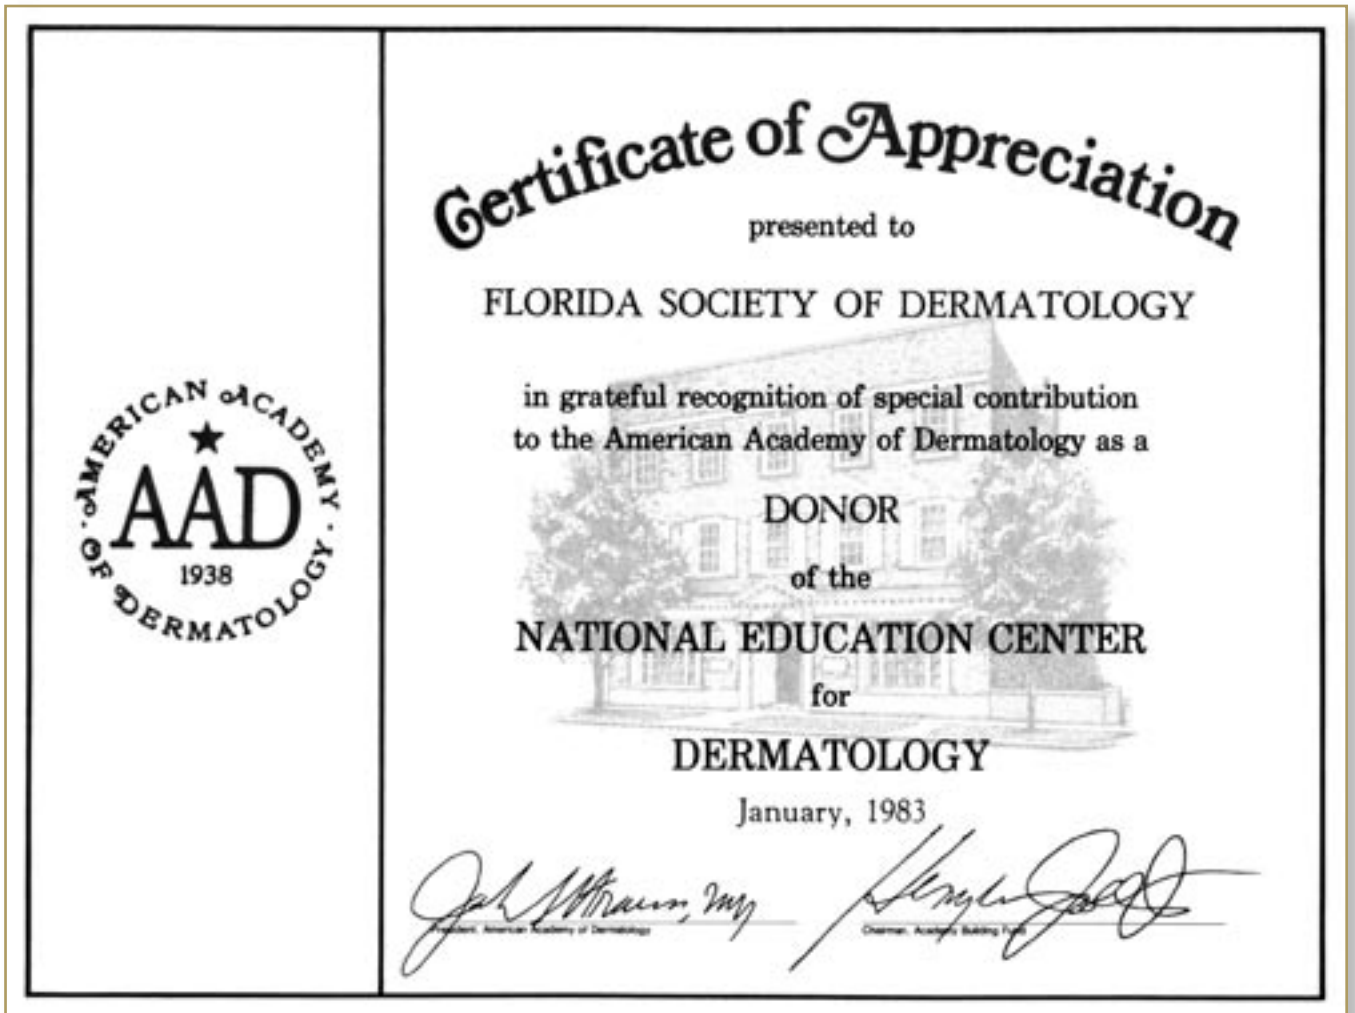 AMERICAN ACADEMY
OF DERMATOLOGY
AAD
1938
Certificate of Appreciation
presented to
FLORIDA SOCIETY OF DERMATOLOGY
in grateful recognition of special contribution
to the American Academy of Dermatology as a
DONOR
of the
NATIONAL EDUCATION CENTER
for
DERMATOLOGY
January, 1983
President, American Academy of Dermatology
Chairman, Academy Building Fund